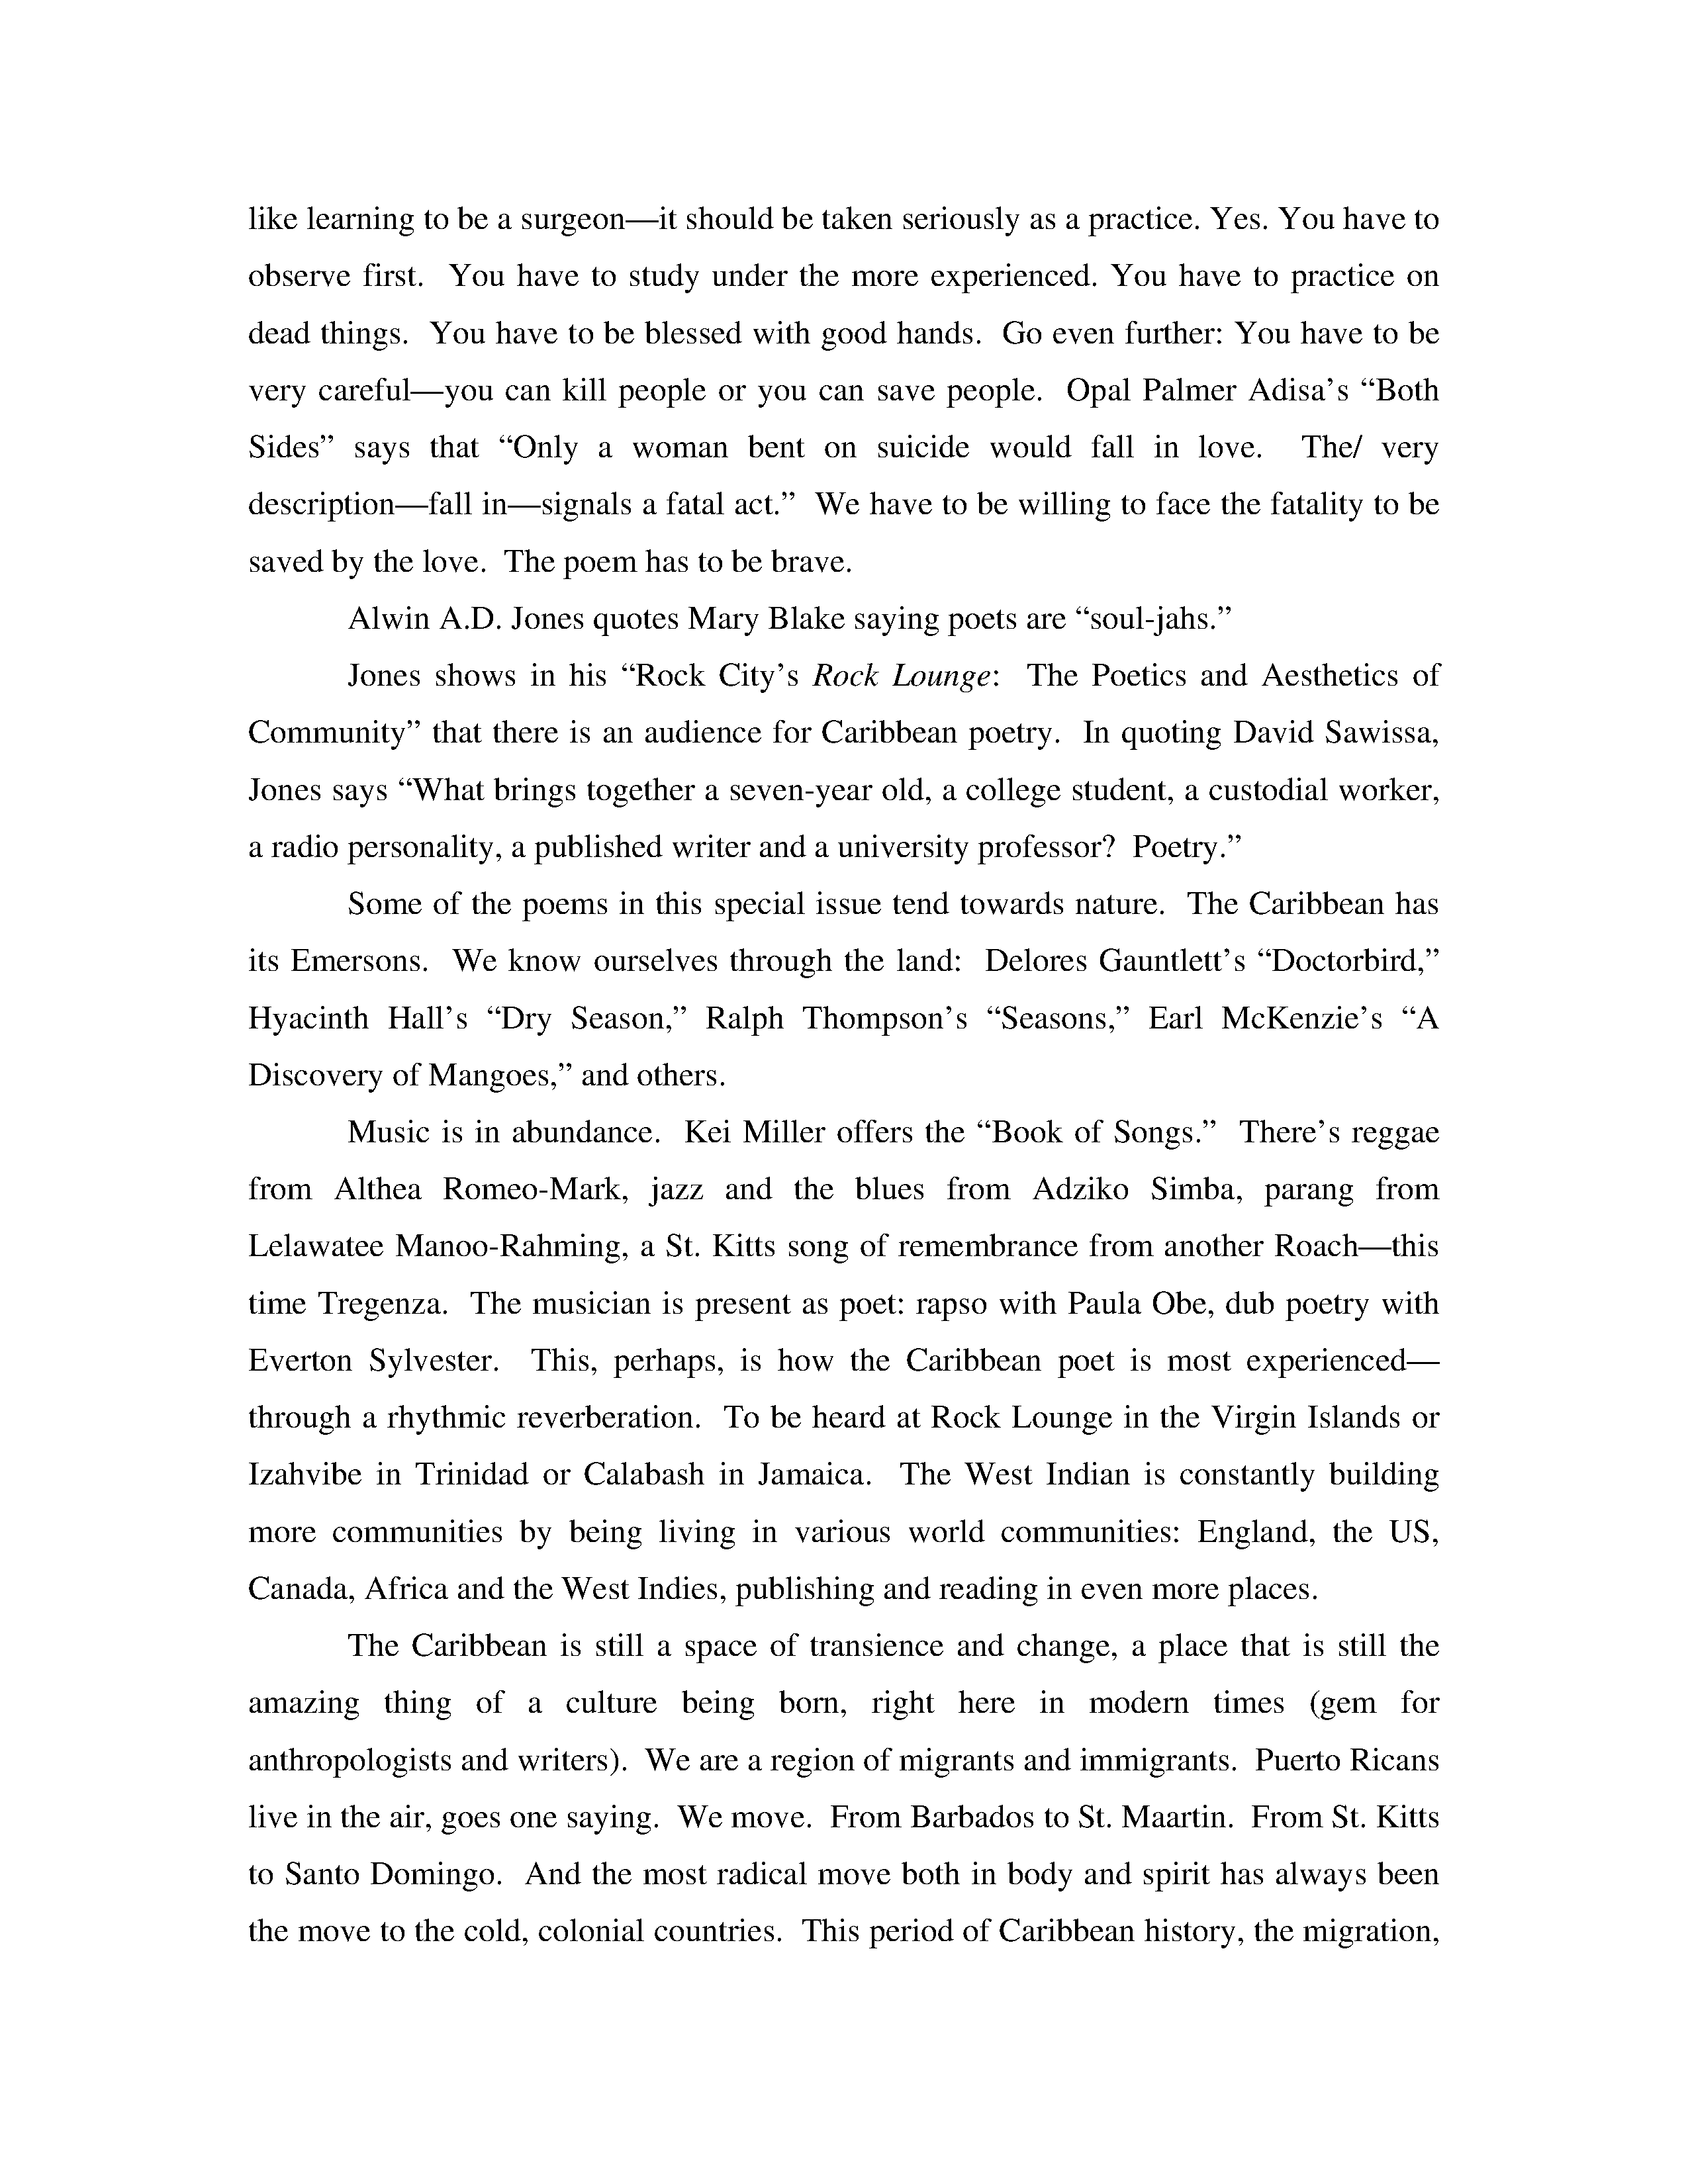 like learning to be a surgeon—it should be taken seriously as a practice. Yes. You have to
observe first.  You have to study under the more experienced. You have to practice on
dead things.  You have to be blessed with good hands.  Go even further: You have to be
very careful—you can kill people or you can save people.  Opal Palmer Adisa’s “Both
Sides” says that “Only a woman bent on suicide would fall in love.  The/ very
description—fall in—signals a fatal act.”  We have to be willing to face the fatality to be
saved by the love.  The poem has to be brave.
Alwin A.D. Jones quotes Mary Blake saying poets are “soul-jahs.”
Jones shows in his “Rock City’s Rock Lounge:  The Poetics and Aesthetics of
Community” that there is an audience for Caribbean poetry.  In quoting David Sawissa,
Jones says “What brings together a seven-year old, a college student, a custodial worker,
a radio personality, a published writer and a university professor?  Poetry.”
Some of the poems in this special issue tend towards nature.  The Caribbean has
its Emersons.  We know ourselves through the land:  Delores Gauntlett’s “Doctorbird,”
Hyacinth Hall’s “Dry Season,” Ralph Thompson’s “Seasons,” Earl McKenzie’s “A
Discovery of Mangoes,” and others.
Music is in abundance.  Kei Miller offers the “Book of Songs.”  There’s reggae
from Althea Romeo-Mark, jazz and the blues from Adziko Simba, parang from
Lelawatee Manoo-Rahming, a St. Kitts song of remembrance from another Roach—this
time Tregenza.  The musician is present as poet: rapso with Paula Obe, dub poetry with
Everton Sylvester.  This, perhaps, is how the Caribbean poet is most experienced—
through a rhythmic reverberation.  To be heard at Rock Lounge in the Virgin Islands or
Izahvibe in Trinidad or Calabash in Jamaica.  The West Indian is constantly building
more communities by being living in various world communities: England, the US,
Canada, Africa and the West Indies, publishing and reading in even more places.
The Caribbean is still a space of transience and change, a place that is still the
amazing thing of a culture being born, right here in modern times (gem for
anthropologists and writers).  We are a region of migrants and immigrants.  Puerto Ricans
live in the air, goes one saying.  We move.  From Barbados to St. Maartin.  From St. Kitts
to Santo Domingo.  And the most radical move both in body and spirit has always been
the move to the cold, colonial countries.  This period of Caribbean history, the migration,